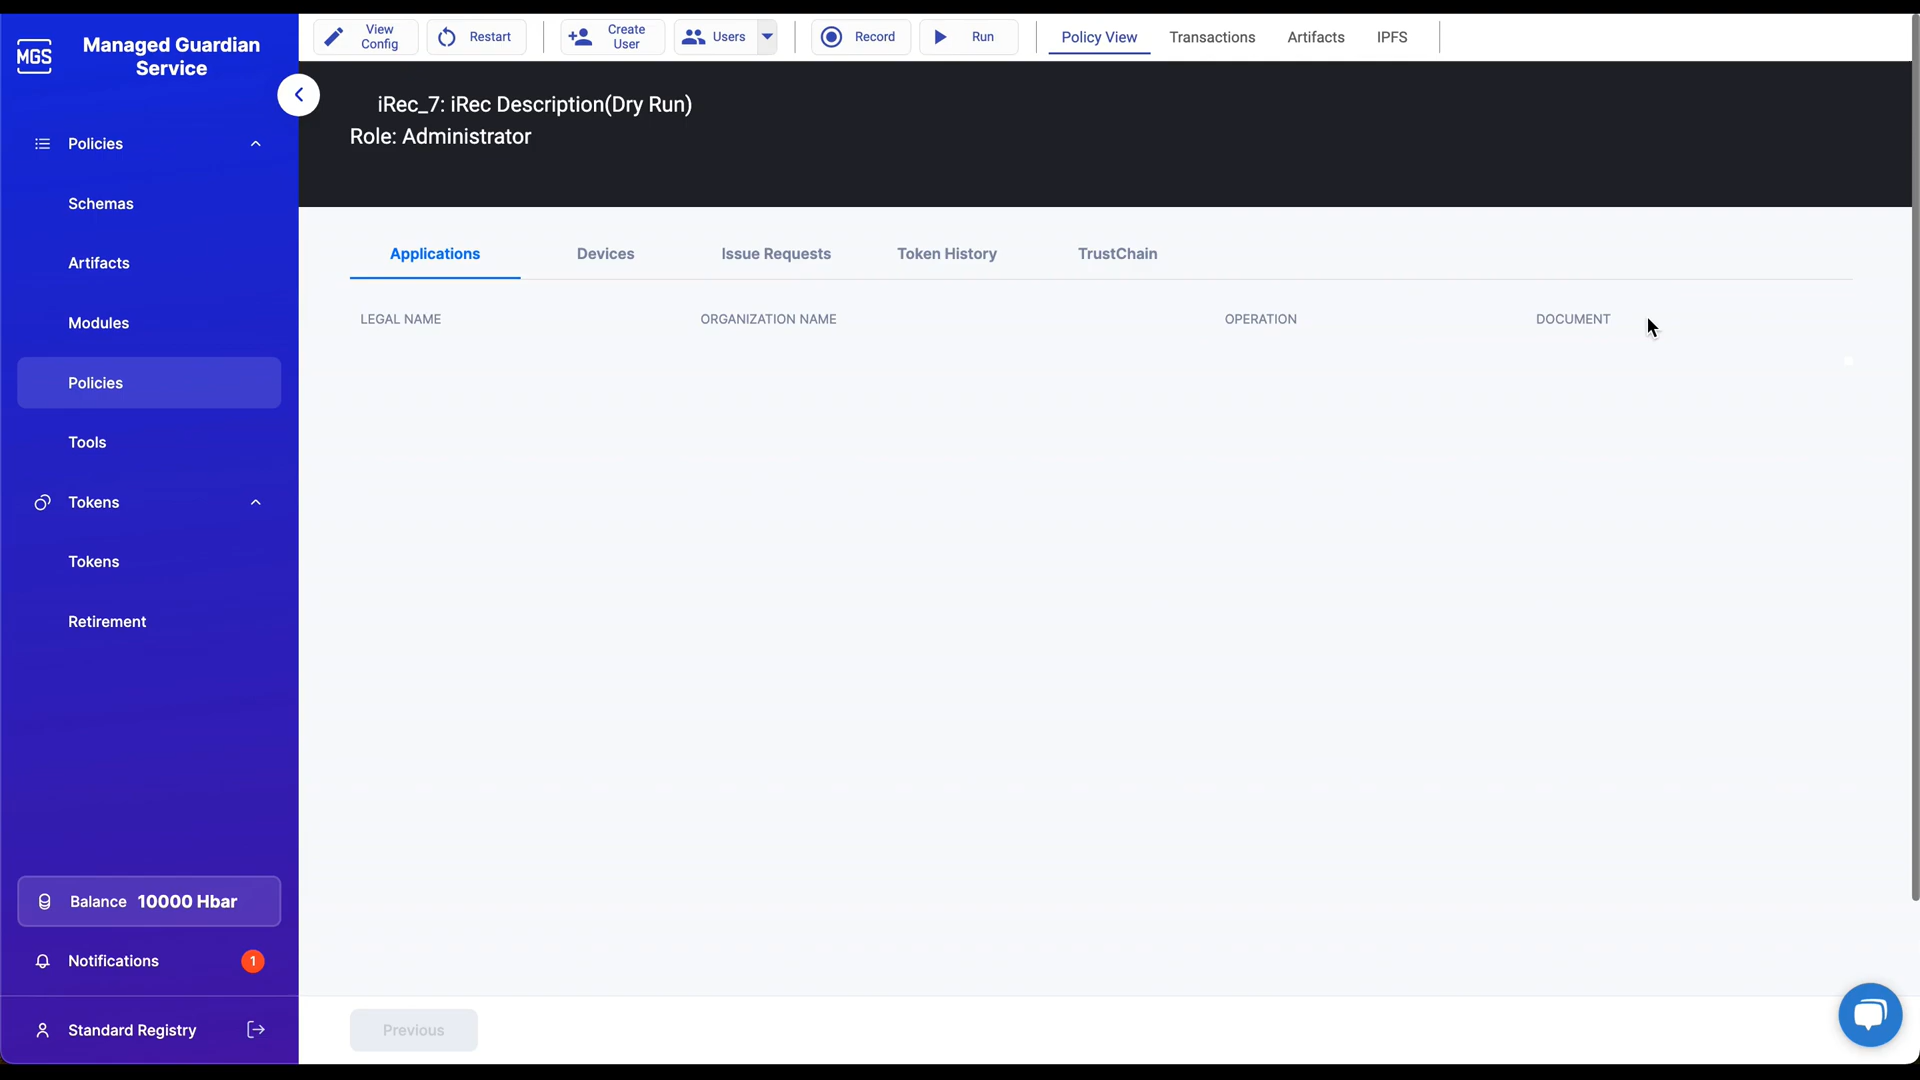 MGS
Managed Guardian
Service
Policies
Schemas
Artifacts
Modules
Policies
Tools
Tokens
Tokens
Retirement
Balance 10000 Hbar
Notifications 1
Standard Registry
View
Config
Restart
Create
User
Users
Record
Run
Policy View
Transactions
Artifacts
IPFS
iRec_7: iRec Description(Dry Run)
Role: Administrator
Applications
Devices
Issue Requests
Token History
TrustChain
LEGAL NAME
ORGANIZATION NAME
OPERATION
DOCUMENT
Previous